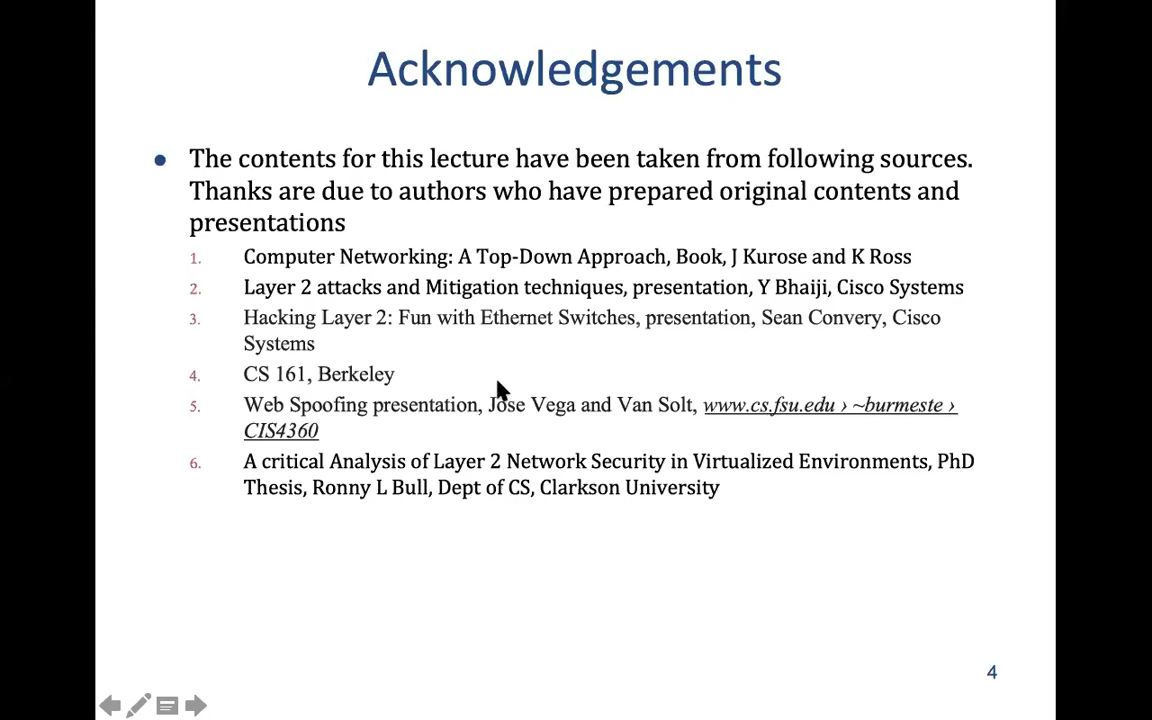 Acknowledgements
● The contents for this lecture have been taken from following sources.
Thanks are due to authors who have prepared original contents and
presentations
1. Computer Networking: A Top-Down Approach, Book, J Kurose and K Ross
2. Layer 2 attacks and Mitigation techniques, presentation, Y Bhaiji, Cisco Systems
3. Hacking Layer 2: Fun with Ethernet Switches, presentation, Sean Convery, Cisco
Systems
4. CS 161, Berkeley
5. Web Spoofing presentation, Jose Vega and Van Solt, www.cs.fsu.edu › ~burmeste ›
CIS4360
6. A critical Analysis of Layer 2 Network Security in Virtualized Environments, PhD
Thesis, Ronny L Bull, Dept of CS, Clarkson University
4